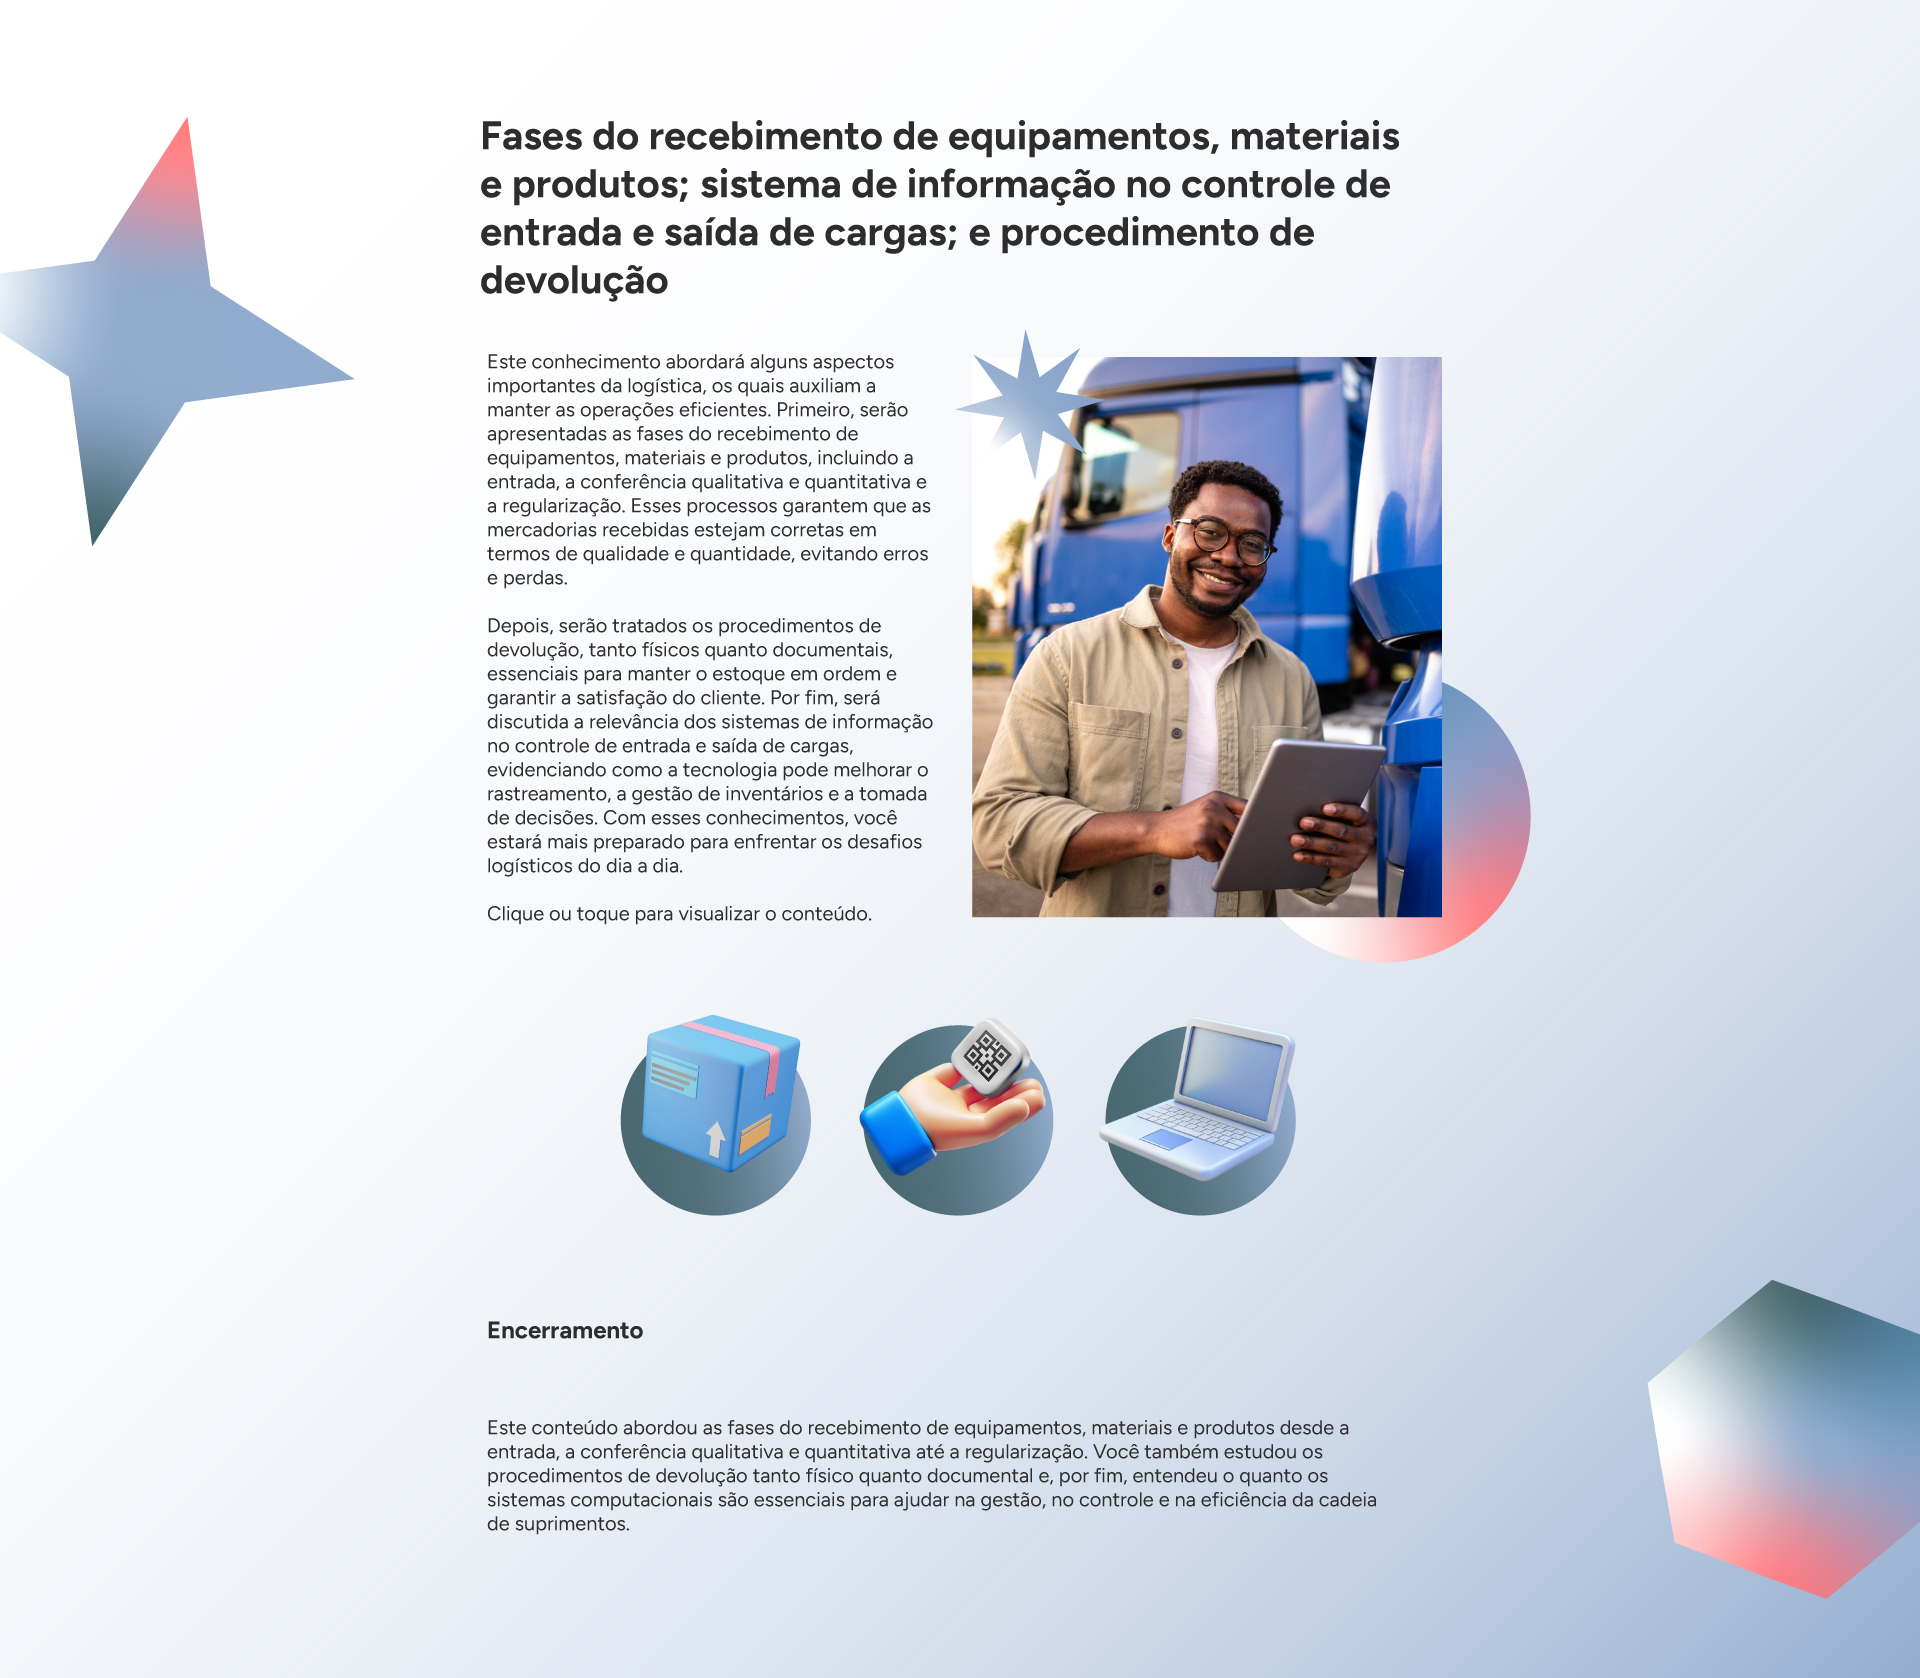 Fases do recebimento de equipamentos, materiais
e produtos; sistema de informação no controle de
entrada e saída de cargas; e procedimento de
devolução
Este conhecimento abordará alguns aspectos
importantes da logística, os quais auxiliam a
manter as operações eficientes. Primeiro, serão
apresentadas as fases do recebimento de
equipamentos, materiais e produtos, incluindo a
entrada, a conferência qualitativa e quantitativa e
a regularização. Esses processos garantem que as
mercadorias recebidas estejam corretas em
termos de qualidade e quantidade, evitando erros
e perdas.
Depois, serão tratados os procedimentos de
devolução, tanto físicos quanto documentais,
essenciais para manter o estoque em ordem e
garantir a satisfação do cliente. Por fim, será
discutida a relevância dos sistemas de informação
no controle de entrada e saída de cargas,
evidenciando como a tecnologia pode melhorar o
rastreamento, a gestão de inventários e a tomada
de decisões. Com esses conhecimentos, você
estará mais preparado para enfrentar os desafios
logísticos do dia a dia.
Clique ou toque para visualizar o conteúdo.
Encerramento
Este conteúdo abordou as fases do recebimento de equipamentos, materiais e produtos desde a
entrada, a conferência qualitativa e quantitativa até a regularização. Você também estudou os
procedimentos de devolução tanto físico quanto documental e, por fim, entendeu o quanto os
sistemas computacionais são essenciais para ajudar na gestão, no controle e na eficiência da cadeia
de suprimentos.